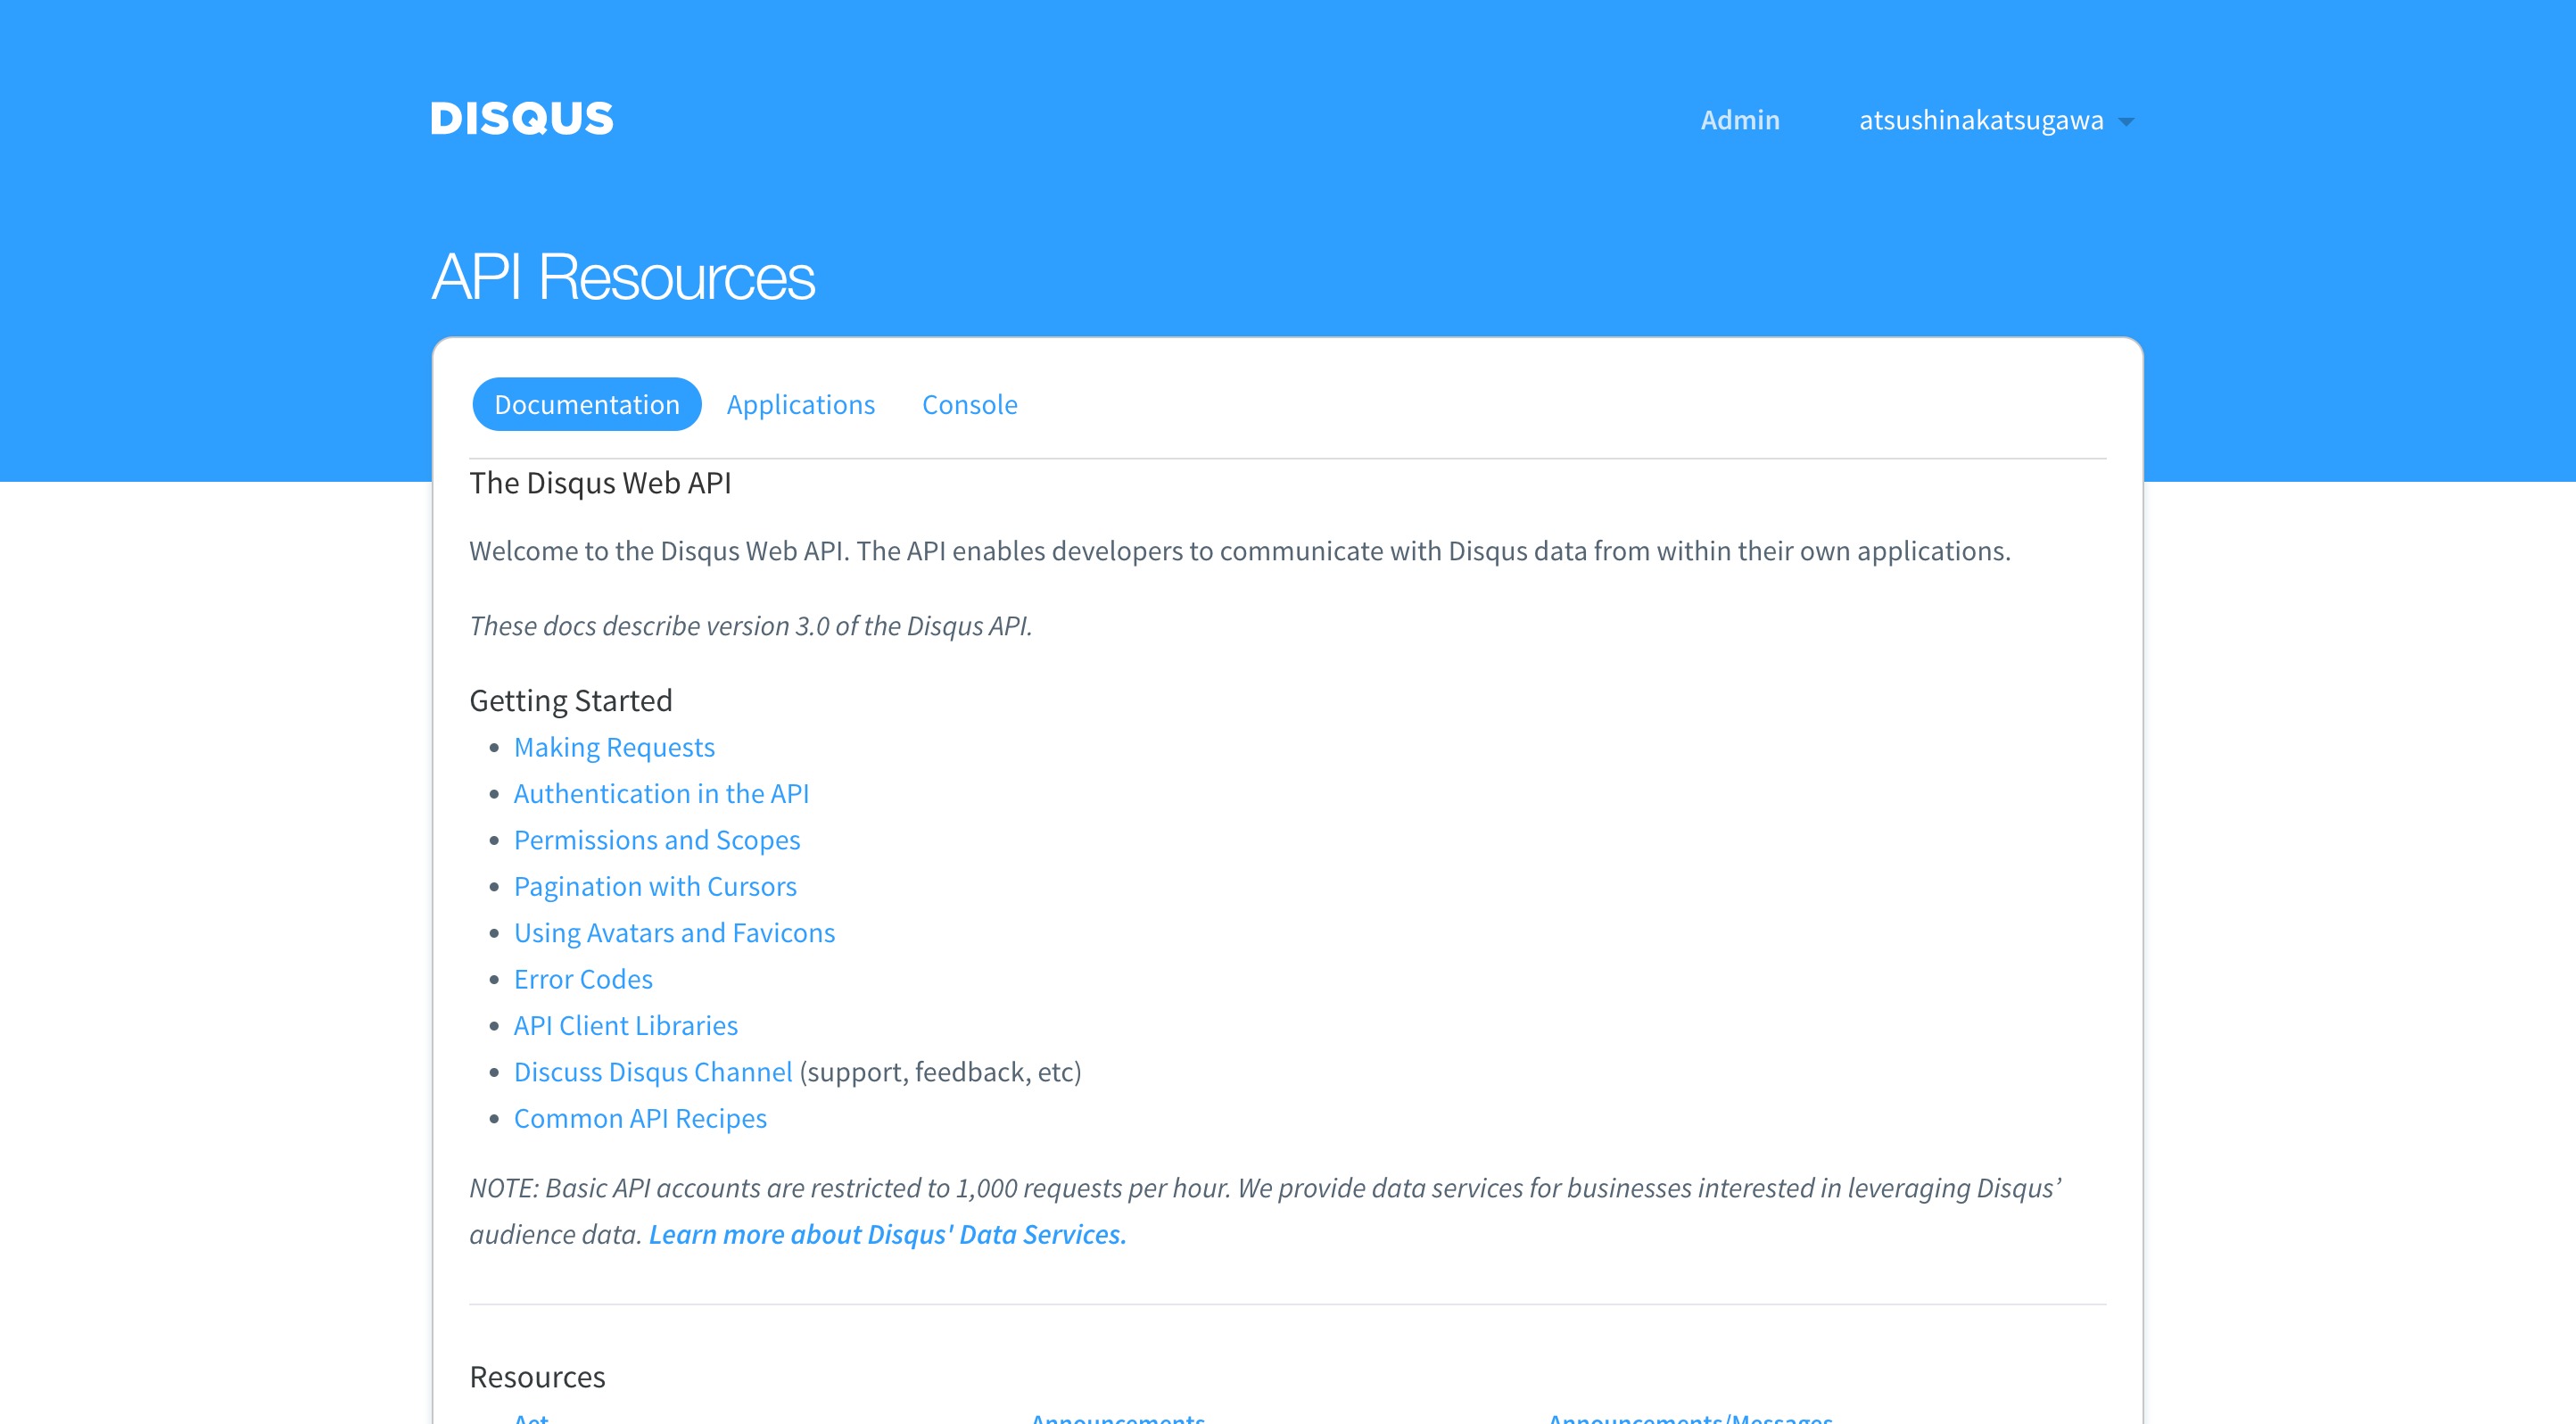 DISQUS
Admin
atsushinakatsugawa
API Resources
Documentation
Applications
Console
The Disqus Web API
Welcome to the Disqus Web API. The API enables developers to communicate with Disqus data from within their own applications.
These docs describe version 3.0 of the Disqus API.
Getting Started
Making Requests
Authentication in the API
Permissions and Scopes
Pagination with Cursors
Using Avatars and Favicons
Error Codes
API Client Libraries
Discuss Disqus Channel (support, feedback, etc)
Common API Recipes
NOTE: Basic API accounts are restricted to 1,000 requests per hour. We provide data services for businesses interested in leveraging Disqus’
audience data. Learn more about Disqus' Data Services.
Resources
Announcements
Announcements/Messages